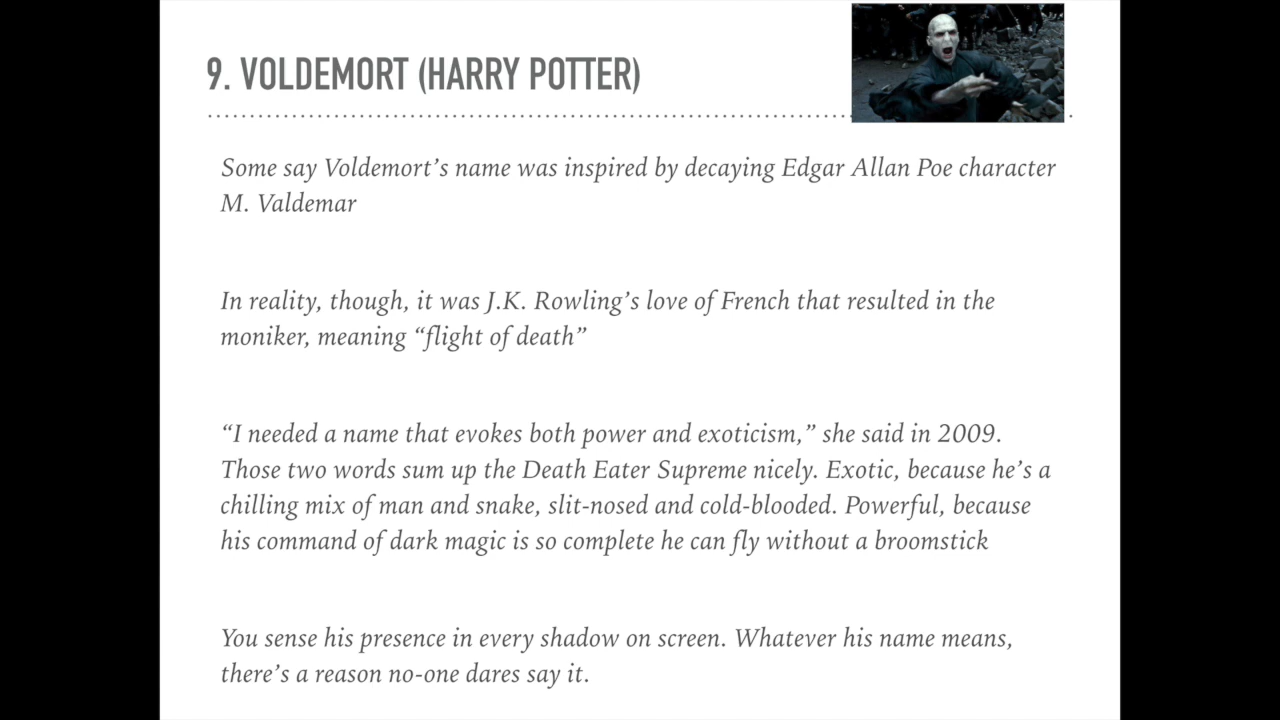 9. VOLDEMORT (HARRY POTTER)
Some say Voldemort’s name was inspired by decaying Edgar Allan Poe character
M. Valdemar
In reality, though, it was J.K. Rowling’s love of French that resulted in the
moniker, meaning “flight of death”
“I needed a name that evokes both power and exoticism,” she said in 2009.
Those two words sum up the Death Eater Supreme nicely. Exotic, because he’s a
chilling mix of man and snake, slit-nosed and cold-blooded. Powerful, because
his command of dark magic is so complete he can fly without a broomstick
You sense his presence in every shadow on screen. Whatever his name means,
there’s a reason no-one dares say it.